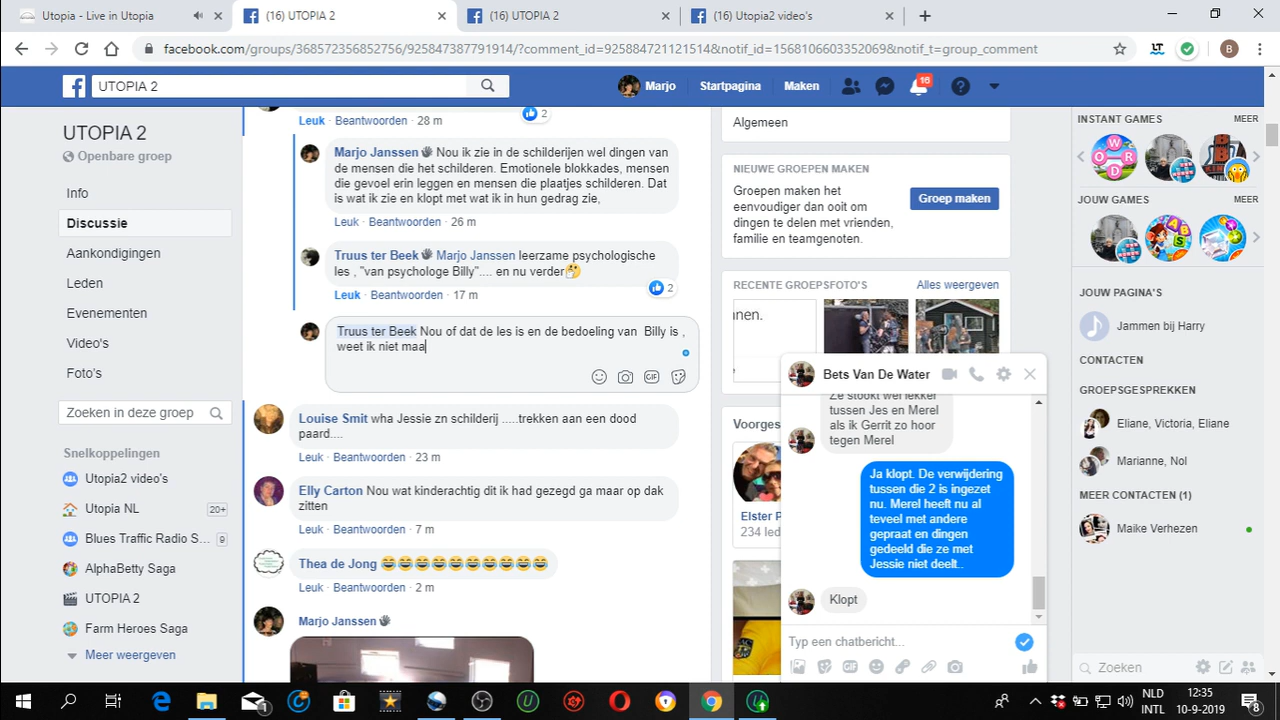 Utopia - Live in Utopia
(16) UTOPIA 2
(16) UTOPIA 2
(16) Utopia2 video's
facebook.com/groups/368572356852756/925847387791914/?comment_id=925884721121514&notif_id=1568106603352069&notif_t=group_comment
B
UTOPIA 2
Marjo
Startpagina
Maken
16
UTOPIA 2
Openbare groep
Info
Discussie
Aankondigingen
Leden
Evenementen
Video's
Foto's
Zoeken in deze groep
Snelkoppelingen
Utopia2 video's
Utopia NL 20+
Blues Traffic Radio S... 9
AlphaBetty Saga
UTOPIA 2
Farm Heroes Saga
Meer weergeven
Leuk · Beantwoorden · 28 m
2
Marjo Janssen Nou ik zie in de schilderijen wel dingen van
de mensen die het schilderen. Emotionele blokkades, mensen
die gevoel erin leggen en mensen die plaatjes schilderen. Dat
is wat ik zie en klopt met wat ik in hun gedrag zie,
Leuk · Beantwoorden · 26 m
Truus ter Beek Marjo Janssen leerzame psychologische
les , "van psychologe Billy".... en nu verder
Leuk · Beantwoorden · 17 m
2
Truus ter Beek Nou of dat de les is en de bedoeling van Billy is ,
weet ik niet maa
GIF
Louise Smit wha Jessie zn schilderij .....trekken aan een dood
paard....
Leuk · Beantwoorden · 23 m
Elly Carton Nou wat kinderachtig dit ik had gezegd ga maar op dak
zitten
Leuk · Beantwoorden · 7 m
Thea de Jong
Leuk · Beantwoorden · 2 m
Marjo Janssen
Algemeen
NIEUWE GROEPEN MAKEN
Groepen maken het
eenvoudiger dan ooit om
dingen te delen met vrienden,
familie en teamgenoten.
Groep maken
RECENTE GROEPSFOTO'S
Alles weergeven
nnen.
Voorges
Elster P
234 led
Bets Van De Water
Ze stookt wel lekker
tussen Jes en Merel
als ik Gerrit zo hoor
tegen Merel
Ja klopt. De verwijdering
tussen die 2 is ingezet
nu. Merel heeft nu al
teveel met andere
gepraat en dingen
gedeeld die ze met
Jessie niet deelt..
Klopt
Typ een chatbericht...
GIF
INSTANT GAMES
MEER
JOUW GAMES
MEER
JOUW PAGINA'S
Jammen bij Harry
CONTACTEN
GROEPSGESPREKKEN
Eliane, Victoria, Eliane
Marianne, Nol
MEER CONTACTEN (1)
Maike Verhezen
Zoeken
NLD
INTL
12:35
10-9-2019
8